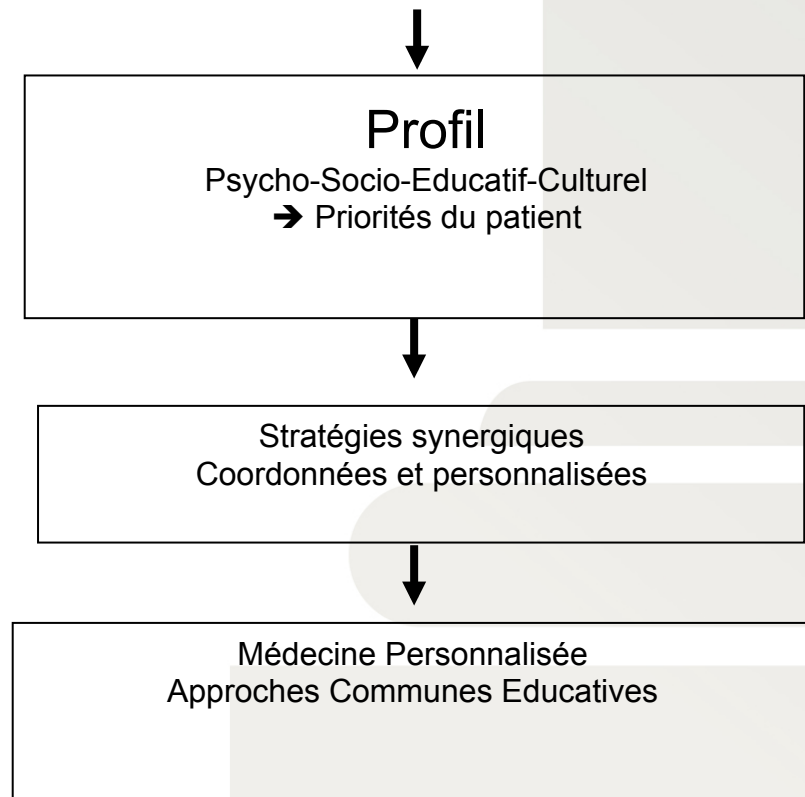 Profil
Psycho-Socio-Educatif-Culturel
➔ Priorités du patient
Stratégies synergiques
Coordonnées et personnalisées
Médecine Personnalisée
Approches Communes Educatives